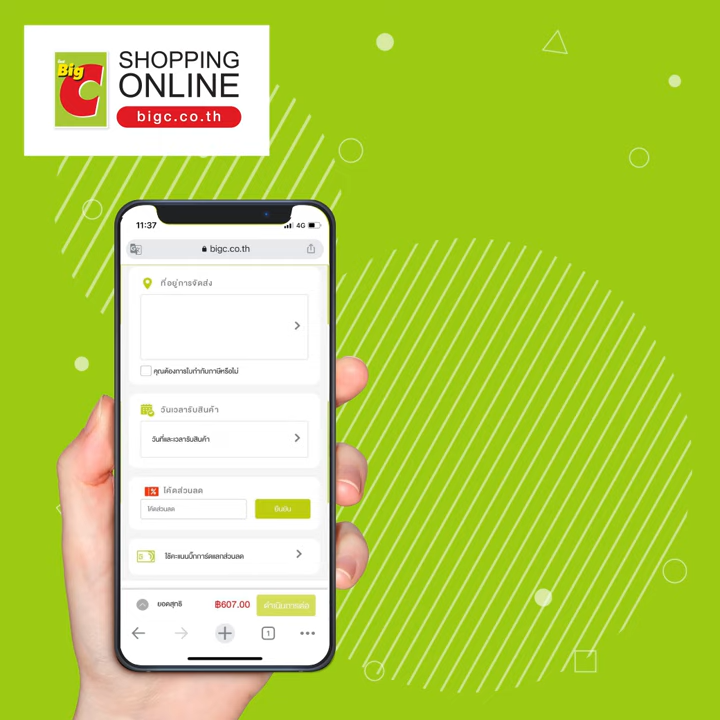 Big
C
SHOPPING
ONLINE
bigc.co.th
11:37
4G
bigc.co.th
ที่อยู่การจัดส่ง
คุณต้องการใบกำกับภาษีหรือไม่
วันเวลารับสินค้า
วันที่และเวลารับสินค้า
โค้ดส่วนลด
โค้ดส่วนลด
ยืนยัน
ใช้คะแนนบิ๊กการ์ดแลกส่วนลด
ยอดสุทธิ
฿607.00
ดำเนินการต่อ
1